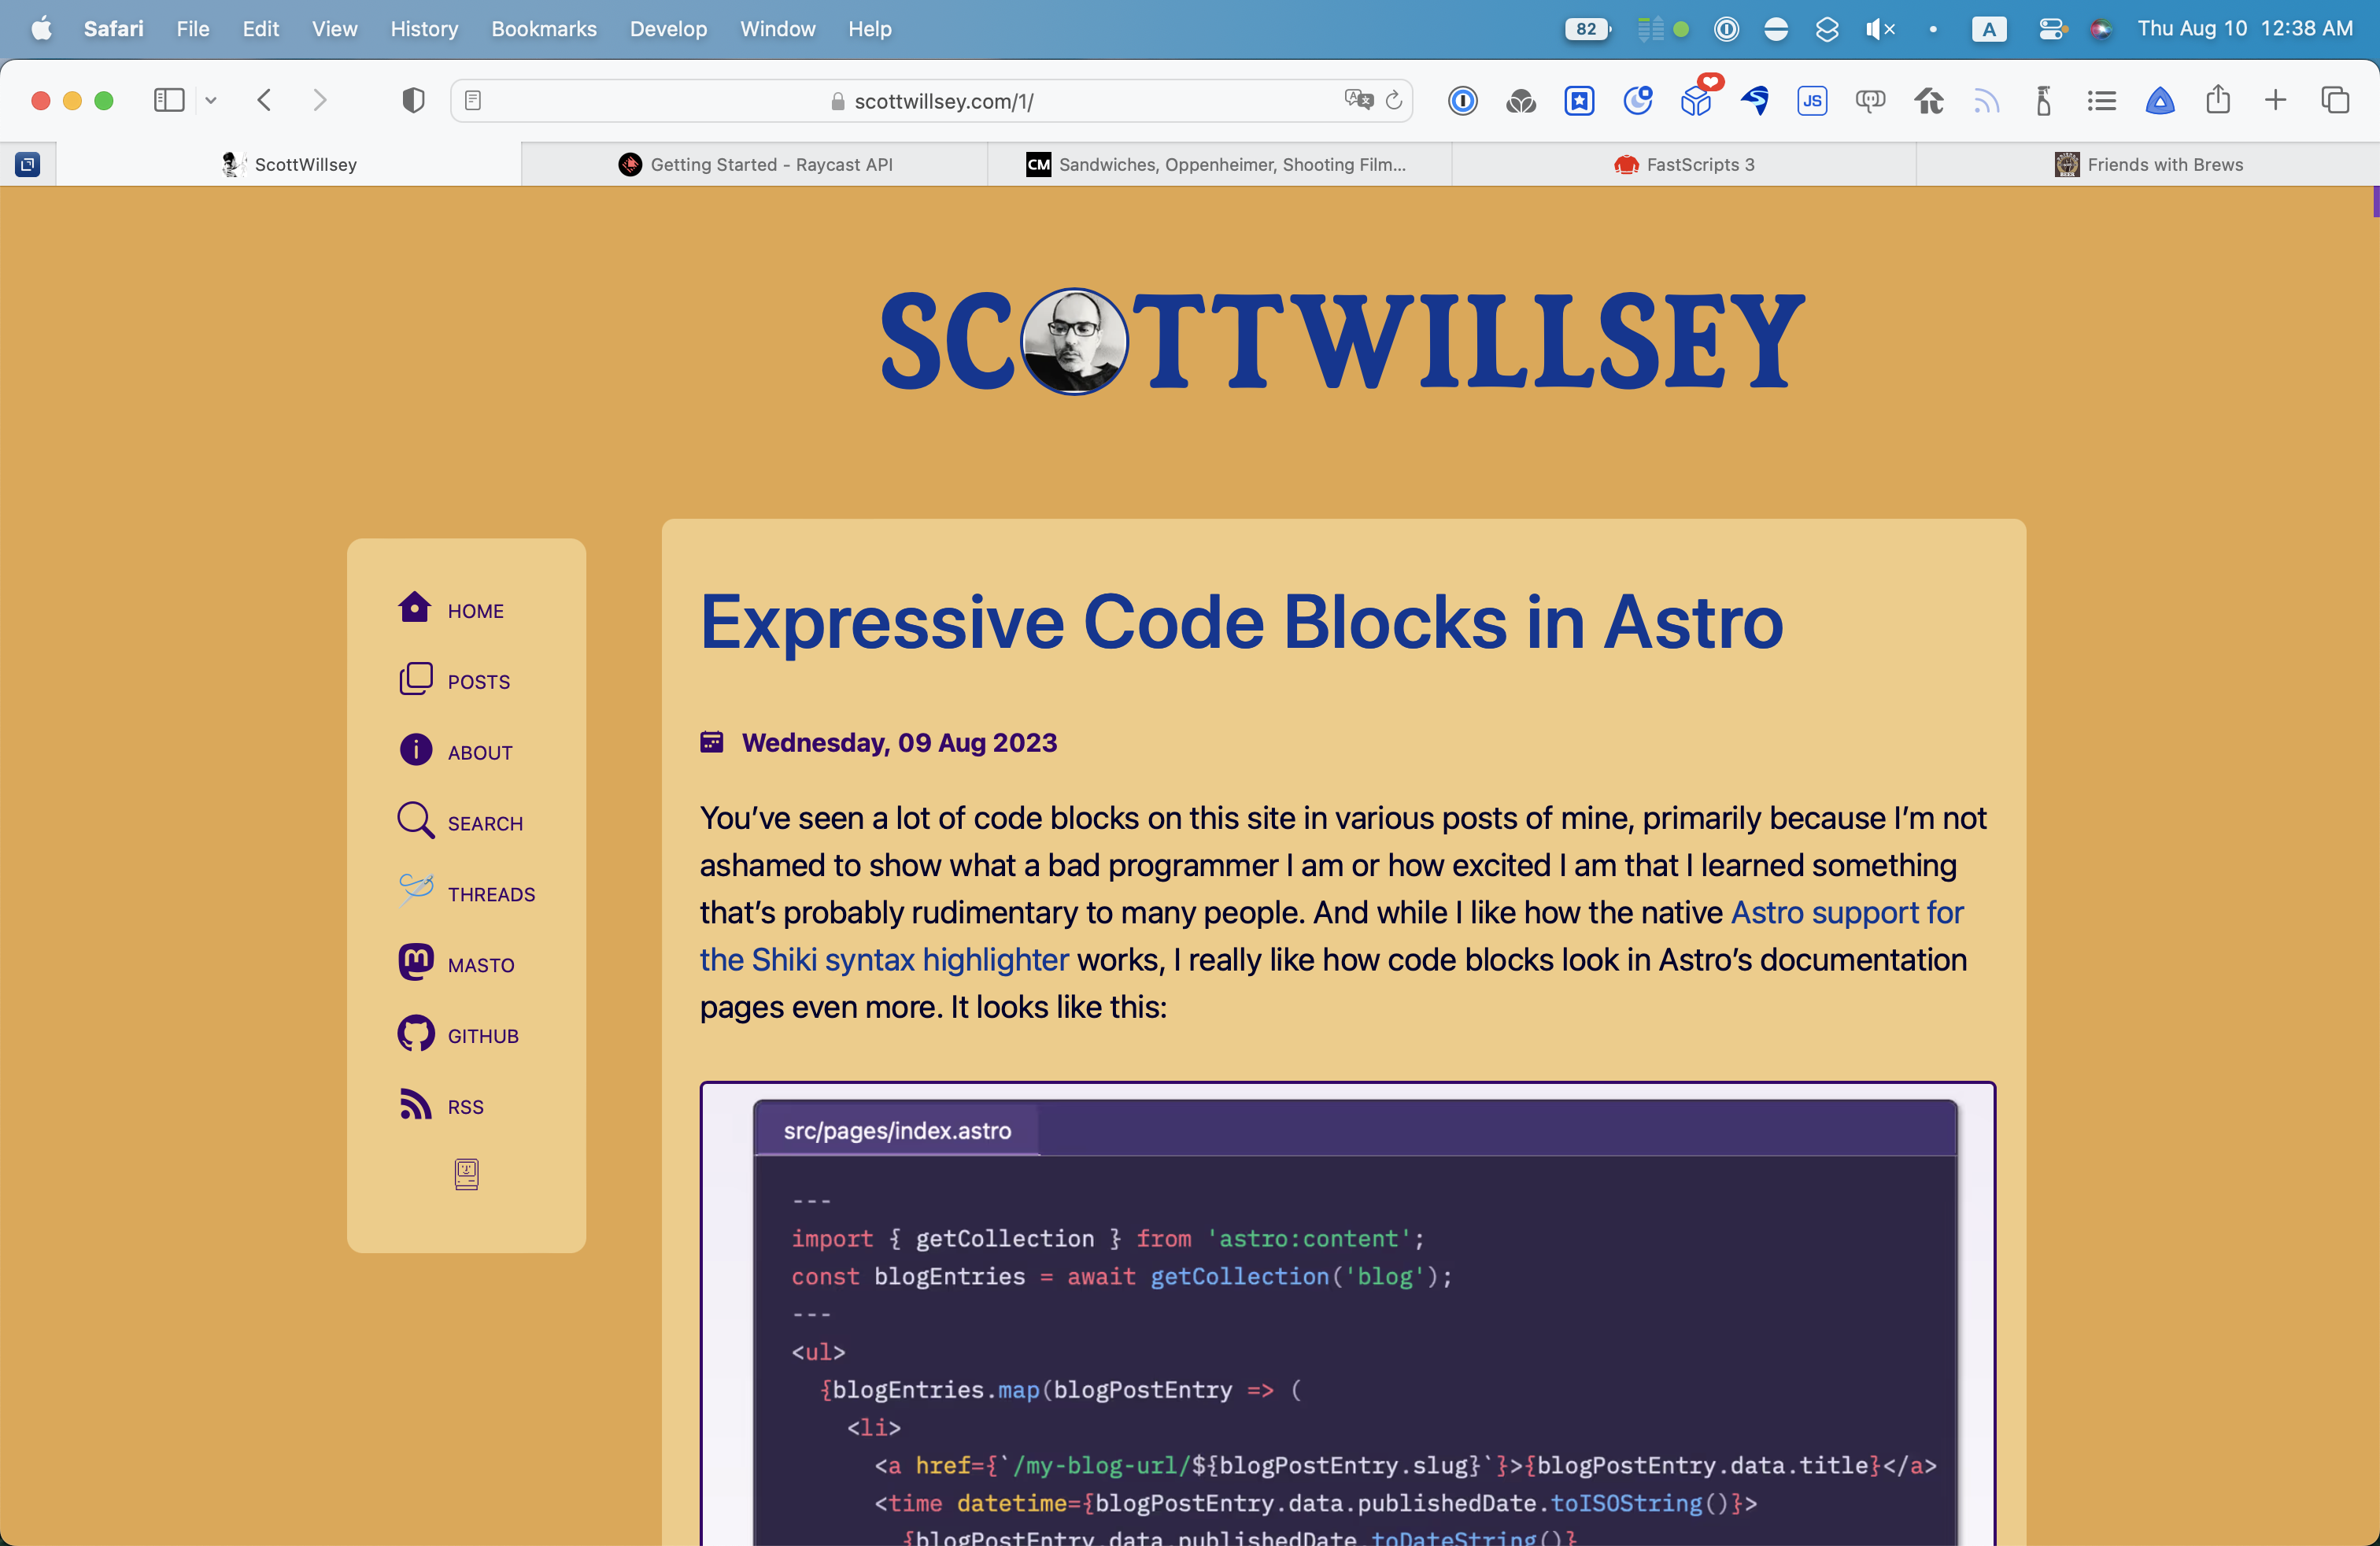 Safari File Edit View History Bookmarks Develop Window Help 82 A Thu Aug 10 12:38 AM
scottwillsey.com/1/
JS
ScottWillsey
Getting Started - Raycast API
CM Sandwiches, Oppenheimer, Shooting Film...
FastScripts 3
Friends with Brews
SC TTWILLSEY
HOME
POSTS
ABOUT
SEARCH
THREADS
MASTO
GITHUB
RSS
Expressive Code Blocks in Astro
Wednesday, 09 Aug 2023
You’ve seen a lot of code blocks on this site in various posts of mine, primarily because I’m not
ashamed to show what a bad programmer I am or how excited I am that I learned something
that’s probably rudimentary to many people. And while I like how the native Astro support for
the Shiki syntax highlighter works, I really like how code blocks look in Astro’s documentation
pages even more. It looks like this:
src/pages/index.astro
---
import { getCollection } from 'astro:content';
const blogEntries = await getCollection('blog');
---
<ul>
{blogEntries.map(blogPostEntry => (
<li>
<a href={`/my-blog-url/${blogPostEntry.slug}`}>{blogPostEntry.data.title}</a>
<time datetime={blogPostEntry.data.publishedDate.toISOString()}>
{blogPostEntry.data.publishedDate.toDateString()}